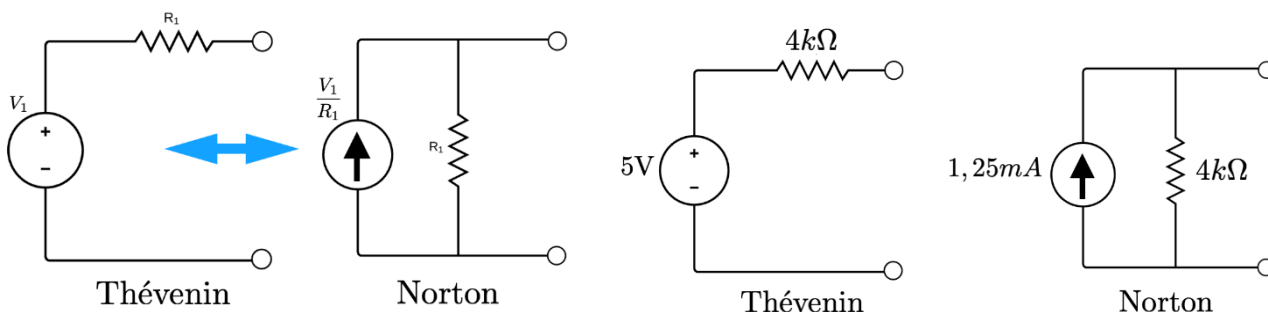 R₁
V₁
+
−
Thévenin
V₁/R₁
R₁
Norton
4kΩ
5V
+
−
Thévenin
1,25mA
4kΩ
Norton